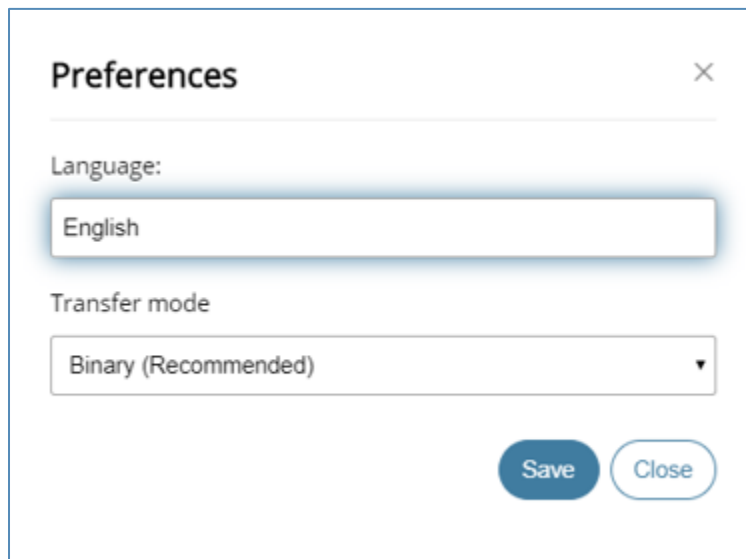 Preferences
Language:
English
Transfer mode
Binary (Recommended)
Save Close